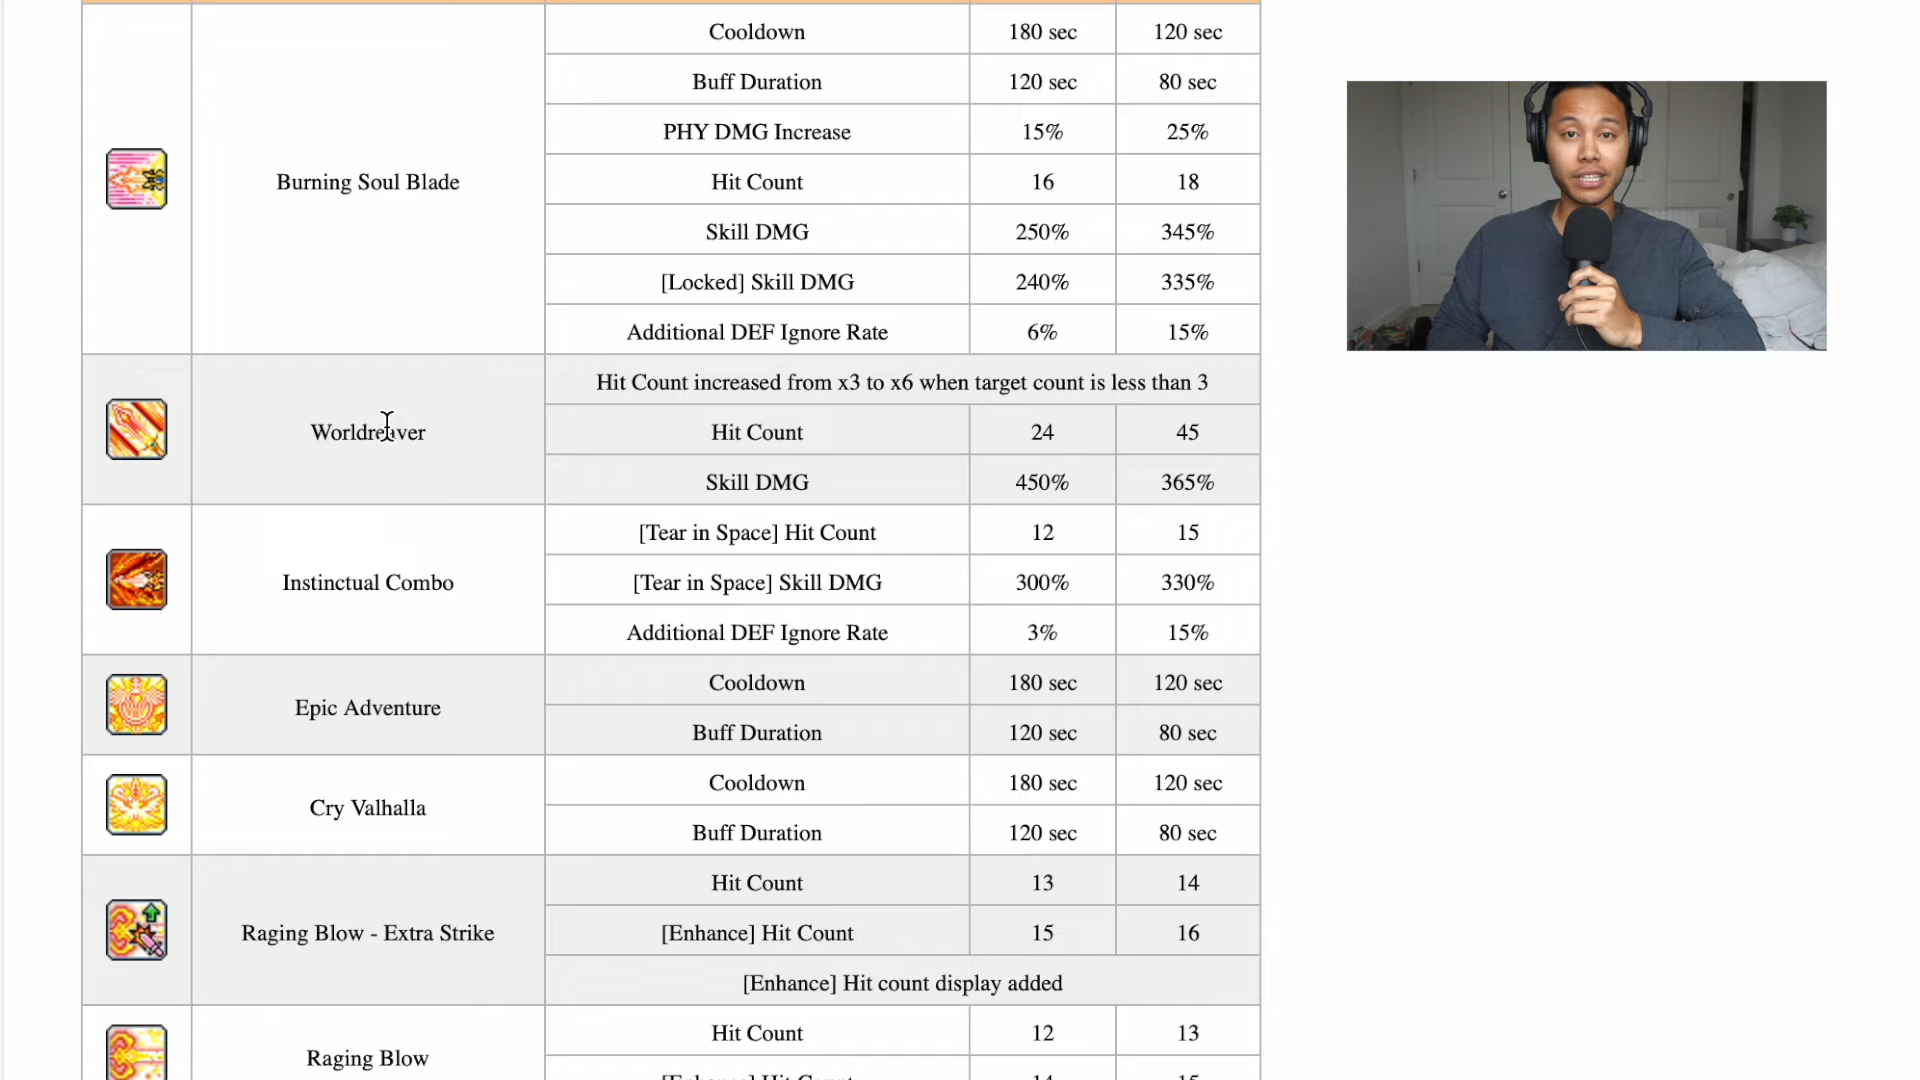 Cooldown 180 sec 120 sec
Buff Duration 120 sec 80 sec
PHY DMG Increase 15% 25%
Burning Soul Blade Hit Count 16 18
Skill DMG 250% 345%
[Locked] Skill DMG 240% 335%
Additional DEF Ignore Rate 6% 15%
Hit Count increased from x3 to x6 when target count is less than 3
Worldreaver Hit Count 24 45
Skill DMG 450% 365%
[Tear in Space] Hit Count 12 15
Instinctual Combo [Tear in Space] Skill DMG 300% 330%
Additional DEF Ignore Rate 3% 15%
Cooldown 180 sec 120 sec
Epic Adventure
Buff Duration 120 sec 80 sec
Cooldown 180 sec 120 sec
Cry Valhalla
Buff Duration 120 sec 80 sec
Hit Count 13 14
Raging Blow - Extra Strike [Enhance] Hit Count 15 16
[Enhance] Hit count display added
Hit Count 12 13
Raging Blow
[Enhance] Hit Count 14 15